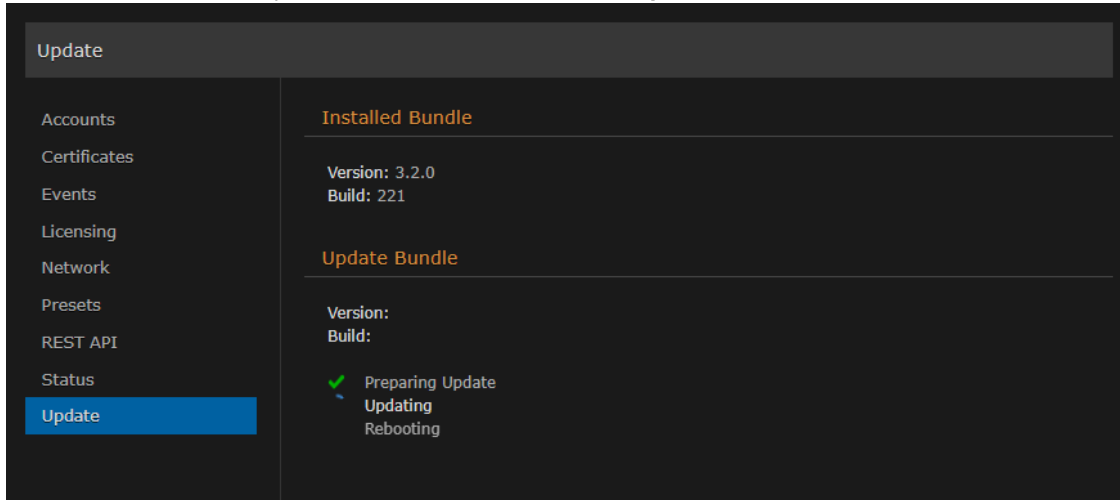 Update
Accounts
Certificates
Events
Licensing
Network
Presets
REST API
Status
Update
Installed Bundle
Version: 3.2.0
Build: 221
Update Bundle
Version:
Build:
Preparing Update
Updating
Rebooting